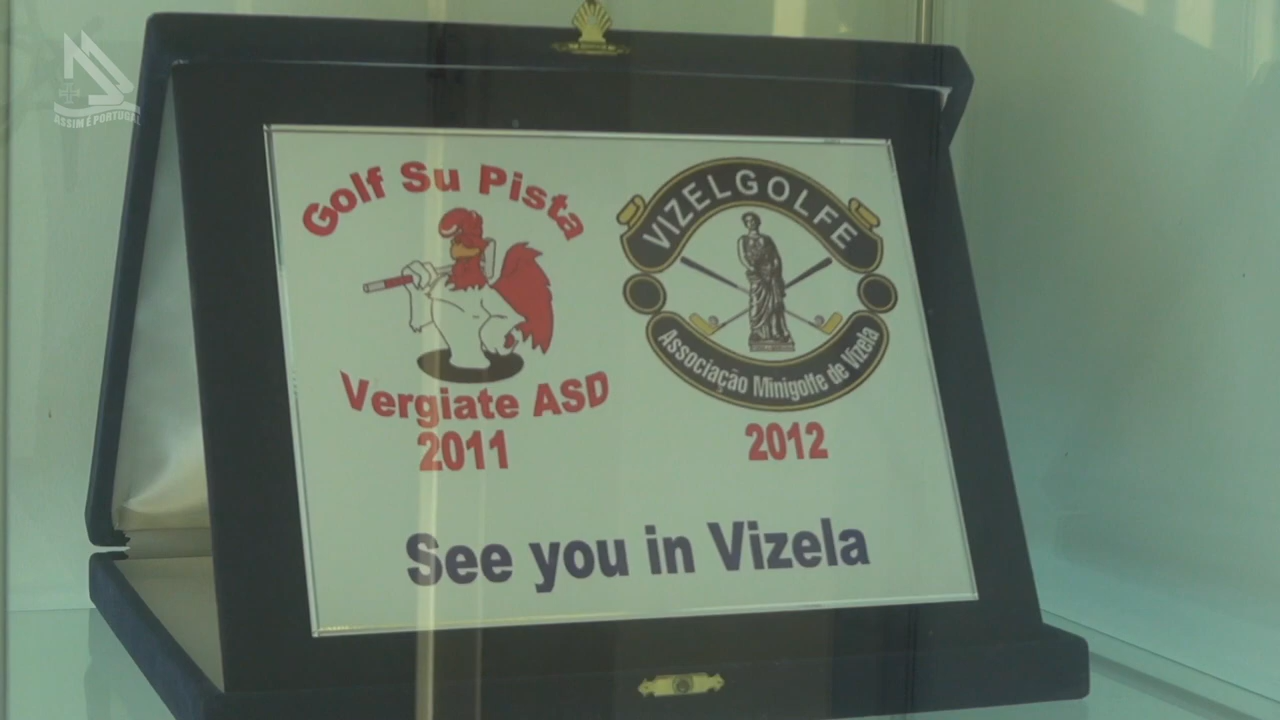 ASSIM É PORTUGAL
Golf Su Pista
Vergiate ASD
2011
VIZELGOLFE
Associação Minigolfe de Vizela
2012
See you in Vizela